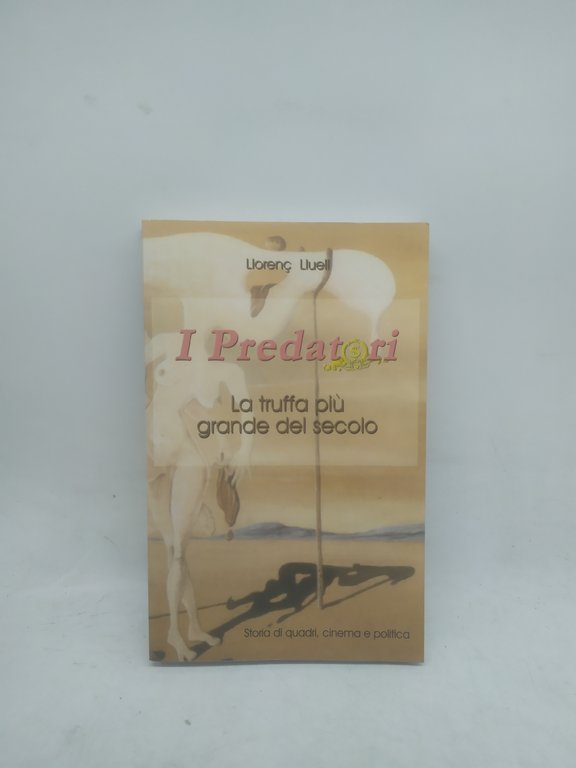 Llorenç Lluell
I Predatori
La truffa più
grande del secolo
Storia di quadri, cinema e politica